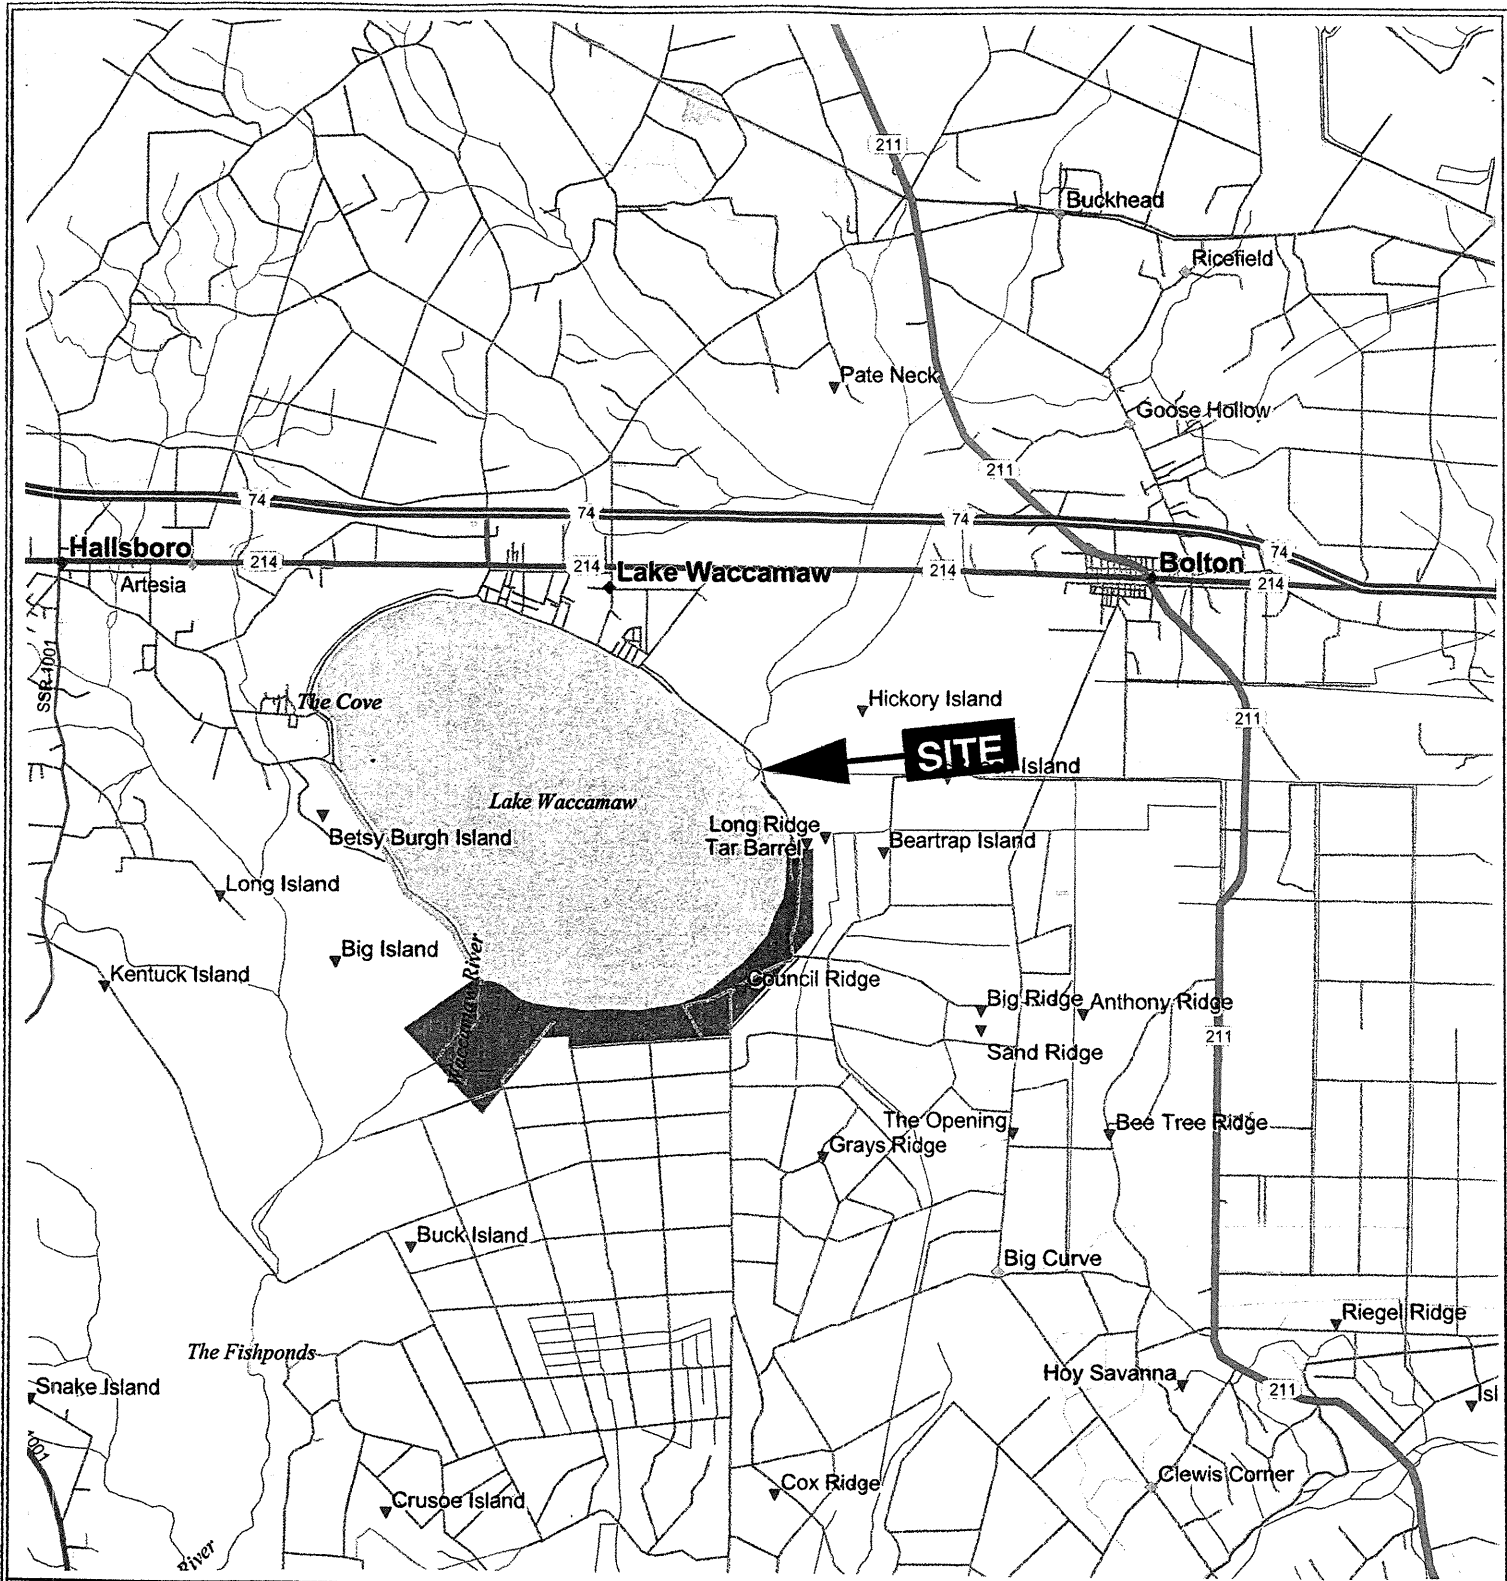 211
Buckhead
Ricefield
Pate Neck
Goose Hollow
211
74
74
74
74
Hallsboro
214
214
Lake Waccamaw
214
Bolton
214
Artesia
SSR 1001
The Cove
Hickory Island
211
SITE
Island
Lake Waccamaw
Long Ridge
Tar Barrel
Beartrap Island
Betsy Burgh Island
Long Island
Big Island
Waccamaw River
Kentuck Island
Council Ridge
Big Ridge
Anthony Ridge
211
Sand Ridge
The Opening
Bee Tree Ridge
Grays Ridge
Buck Island
Big Curve
Riegel Ridge
The Fishponds
Snake Island
Hoy Savanna
211
Isl
1001
Clewis Corner
Cox Ridge
Crusoe Island
River